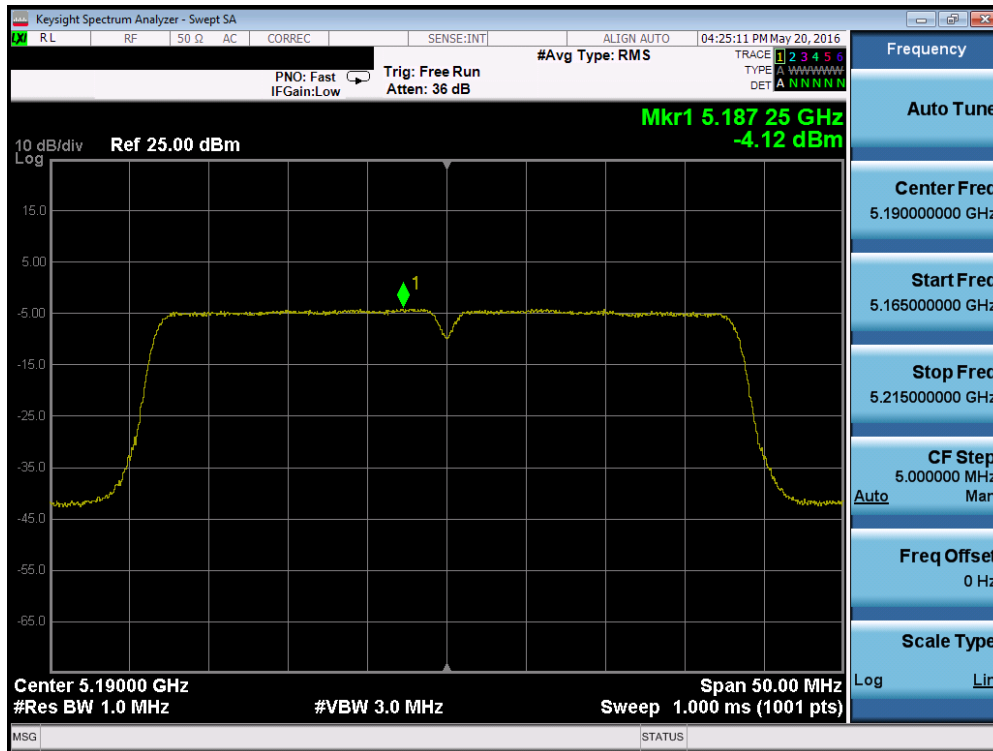 Keysight Spectrum Analyzer - Swept SA
LXI RL RF 50 Ω AC CORREC SENSE:INT ALIGN AUTO 04:25:11 PM May 20, 2016
#Avg Type: RMS
TRACE 1 2 3 4 5 6
TYPE A WWWWWW
DET A N N N N N
PNO: Fast
IFGain:Low
Trig: Free Run
Atten: 36 dB
Mkr1 5.187 25 GHz
-4.12 dBm
10 dB/div
Log
Ref 25.00 dBm
15.0
5.00
-5.00
-15.0
-25.0
-35.0
-45.0
-55.0
-65.0
1
Center 5.19000 GHz
#Res BW 1.0 MHz
#VBW 3.0 MHz
Span 50.00 MHz
Sweep 1.000 ms (1001 pts)
MSG
STATUS
Frequency
Auto Tune
Center Freq
5.190000000 GHz
Start Freq
5.165000000 GHz
Stop Freq
5.215000000 GHz
CF Step
5.000000 MHz
Auto Man
Freq Offset
0 Hz
Scale Type
Log Lin